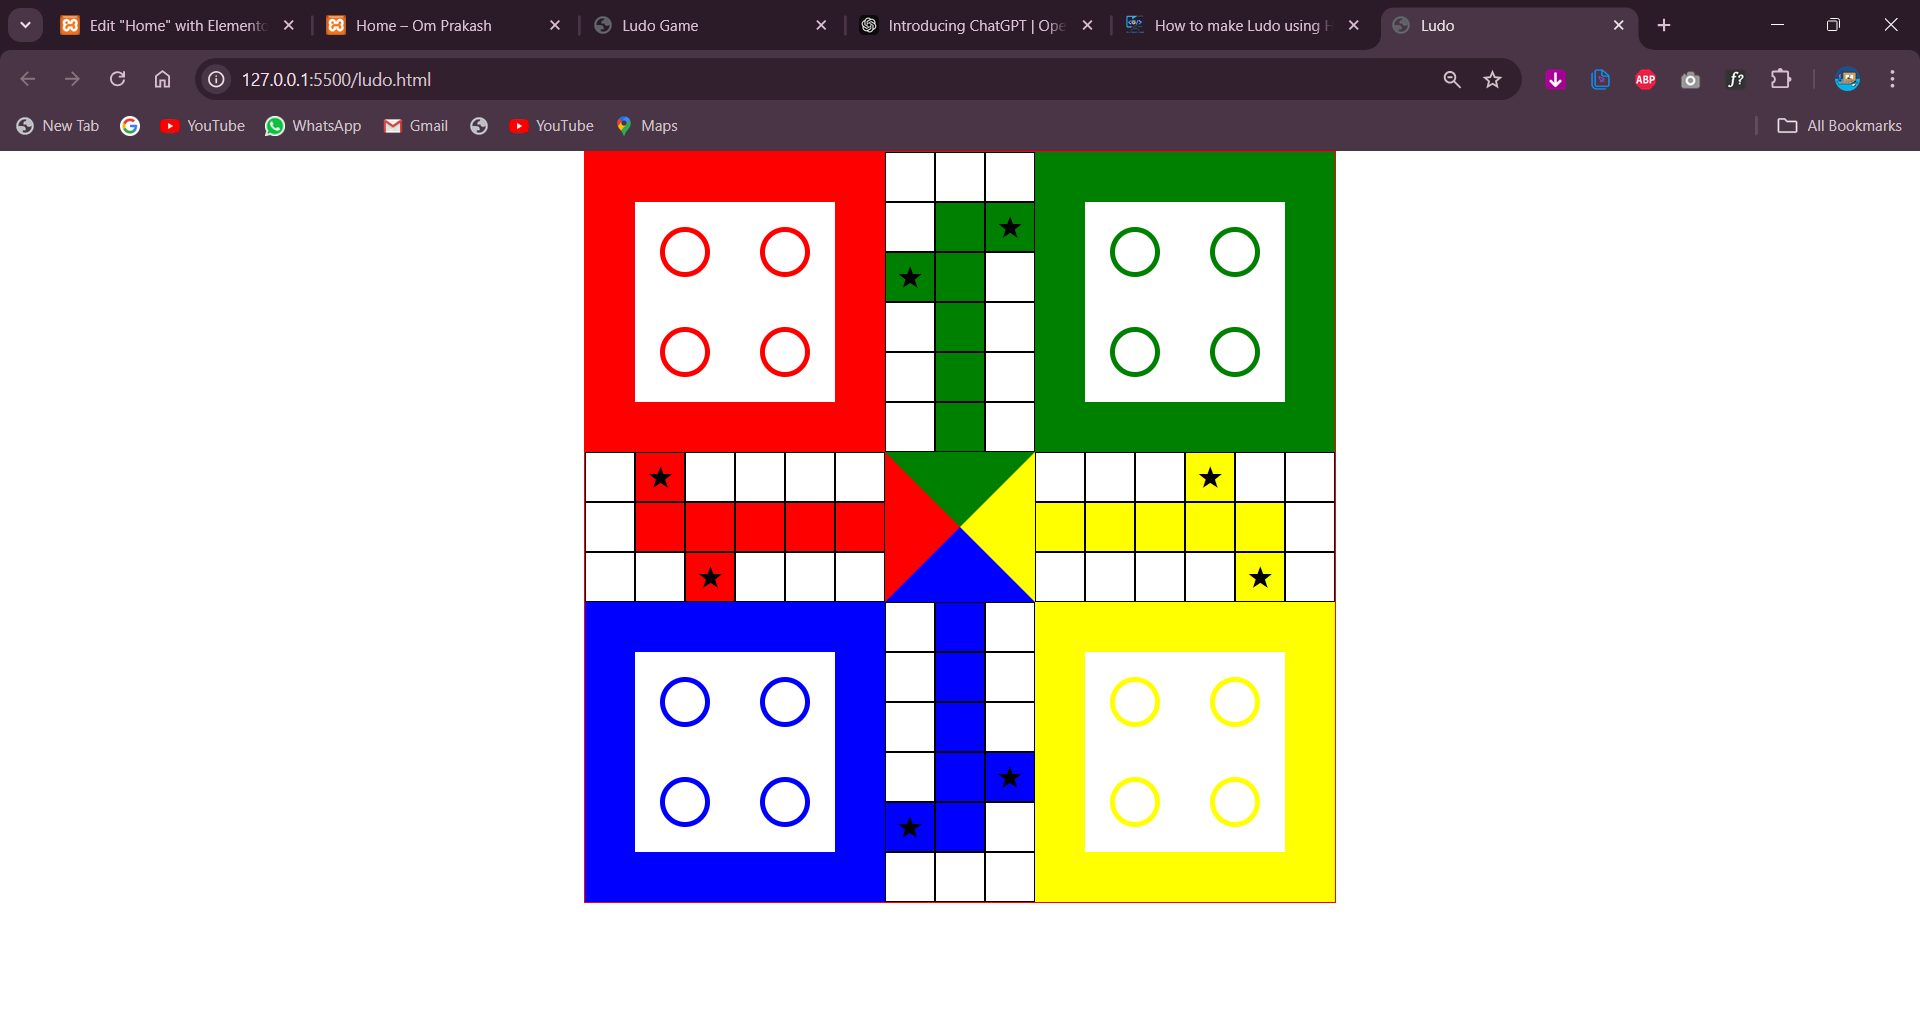 Edit "Home" with Elemento
Home – Om Prakash
Ludo Game
Introducing ChatGPT | Ope
How to make Ludo using H
Ludo
127.0.0.1:5500/ludo.html
ABP
f?
New Tab
YouTube
WhatsApp
Gmail
YouTube
Maps
All Bookmarks